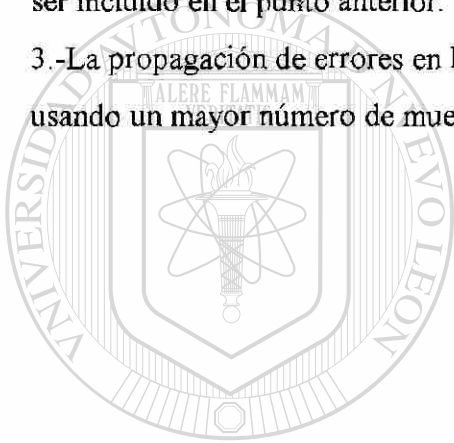 ser incluido en el punto anterior.
3.-La propagación de errores en l
usando un mayor número de mue
UNIVERSIDAD AUTÓNOMA DE NUEVO LEÓN
ALERE FLAMMAM
VERITATIS